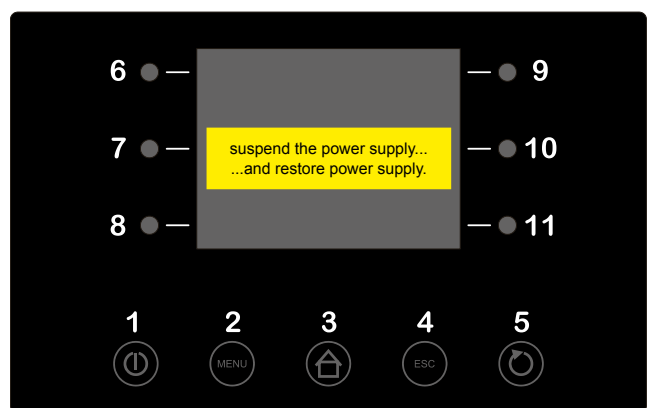 6
9
suspend the power supply...
7
10
...and restore power supply.
8
11
1
2
3
4
5
MENU
ESC